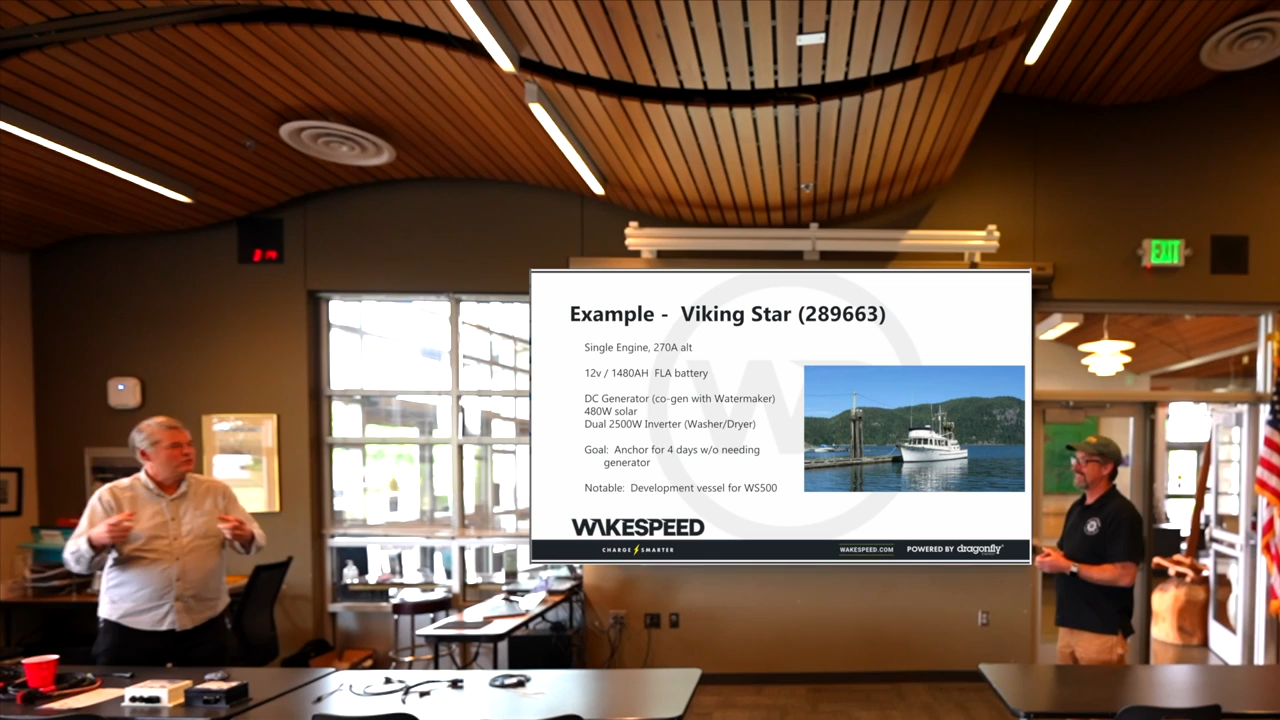 EXIT
Example - Viking Star (289663)
Single Engine, 270A alt
12v / 1480AH FLA battery
DC Generator (co-gen with Watermaker)
480W solar
Dual 2500W Inverter (Washer/Dryer)
Goal: Anchor for 4 days w/o needing
generator
Notable: Development vessel for WS500
WAKESPEED
CHARGE SMARTER
WAKESPEED.COM
POWERED BY dragonfly